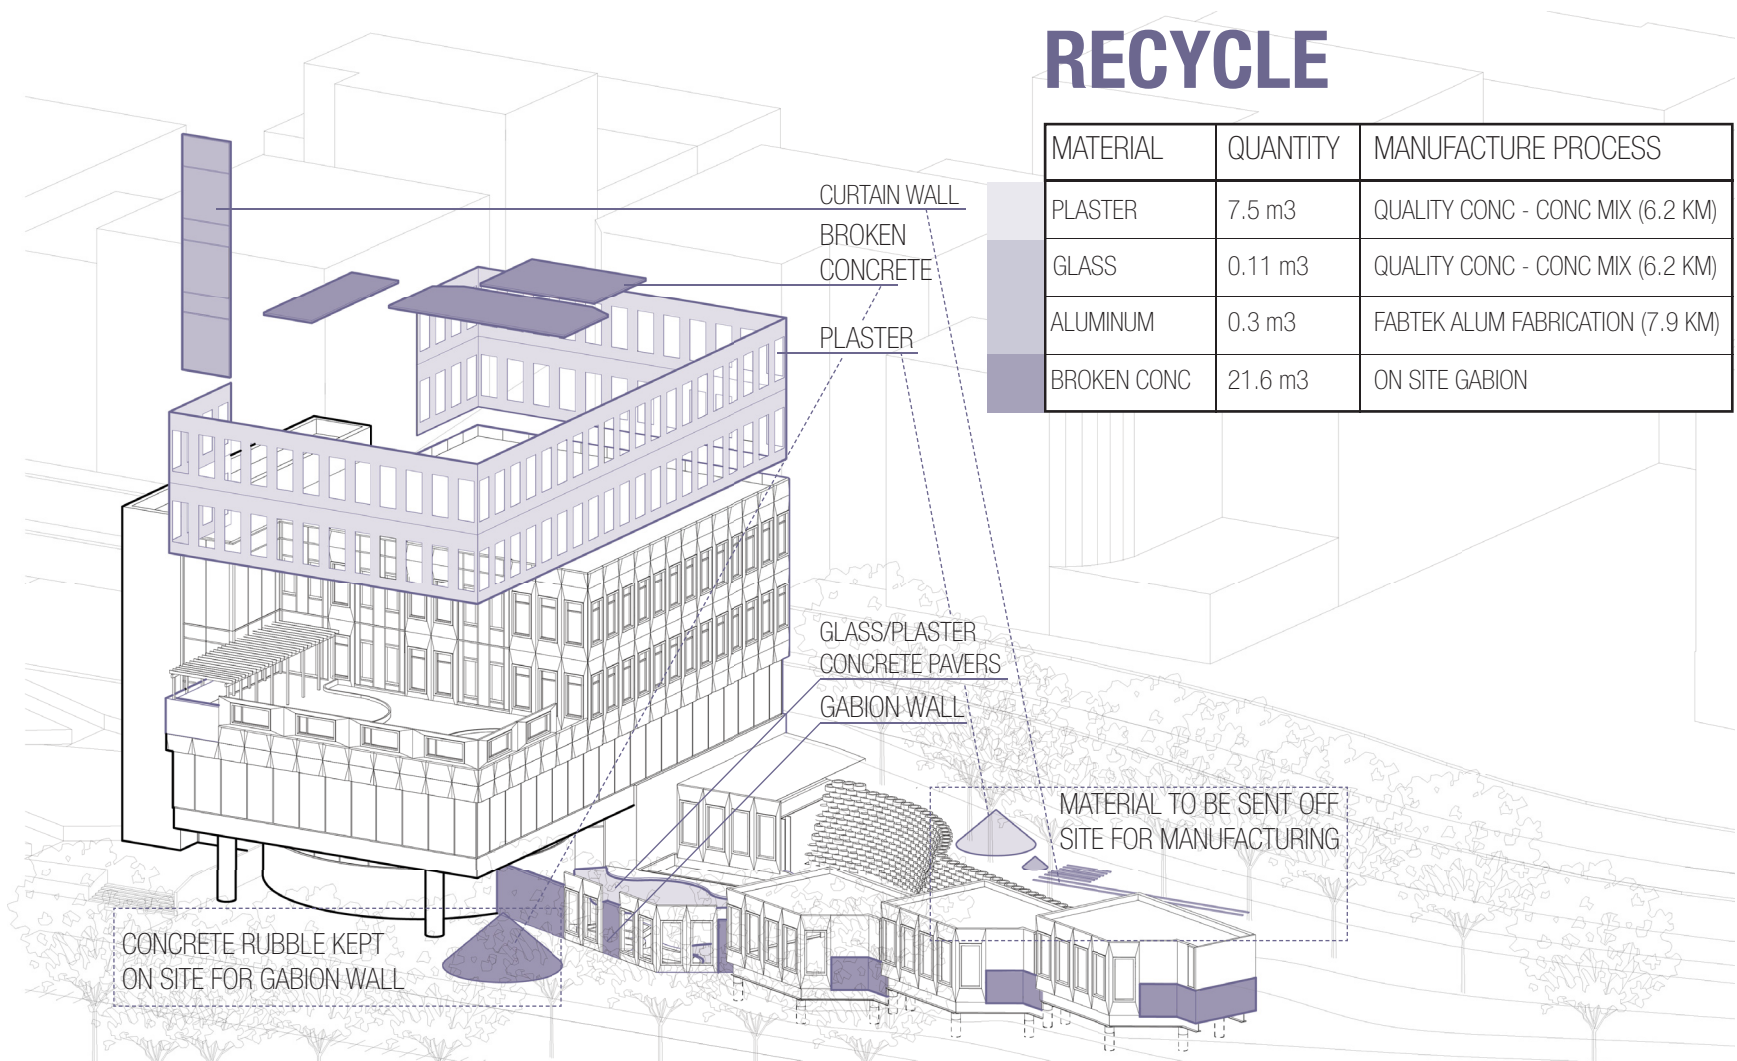 RECYCLE
MATERIAL QUANTITY MANUFACTURE PROCESS
PLASTER 7.5 m3 QUALITY CONC - CONC MIX (6.2 KM)
GLASS 0.11 m3 QUALITY CONC - CONC MIX (6.2 KM)
ALUMINUM 0.3 m3 FABTEK ALUM FABRICATION (7.9 KM)
BROKEN CONC 21.6 m3 ON SITE GABION
CURTAIN WALL
BROKEN
CONCRETE
PLASTER
GLASS/PLASTER
CONCRETE PAVERS
GABION WALL
MATERIAL TO BE SENT OFF
SITE FOR MANUFACTURING
CONCRETE RUBBLE KEPT
ON SITE FOR GABION WALL